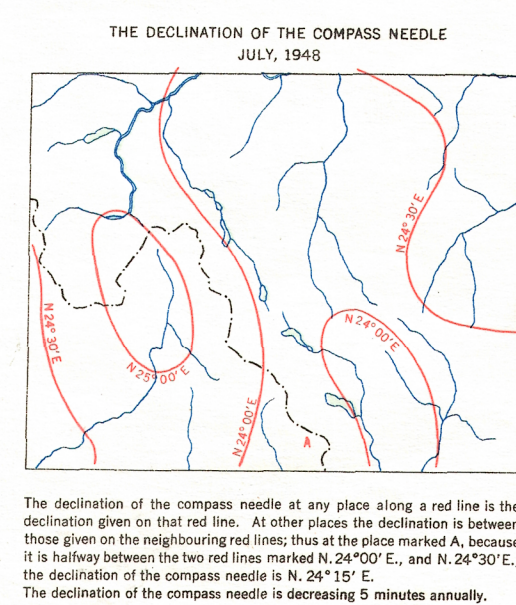 THE DECLINATION OF THE COMPASS NEEDLE
JULY, 1948
N 24° 30' E
N 24° 30' E
N 24° 00' E
N 25° 00' E
N 24° 00' E
A
The declination of the compass needle at any place along a red line is the
declination given on that red line. At other places the declination is between
those given on the neighbouring red lines; thus at the place marked A, because
it is halfway between the two red lines marked N. 24°00' E., and N. 24°30' E.,
the declination of the compass needle is N. 24° 15' E.
The declination of the compass needle is decreasing 5 minutes annually.